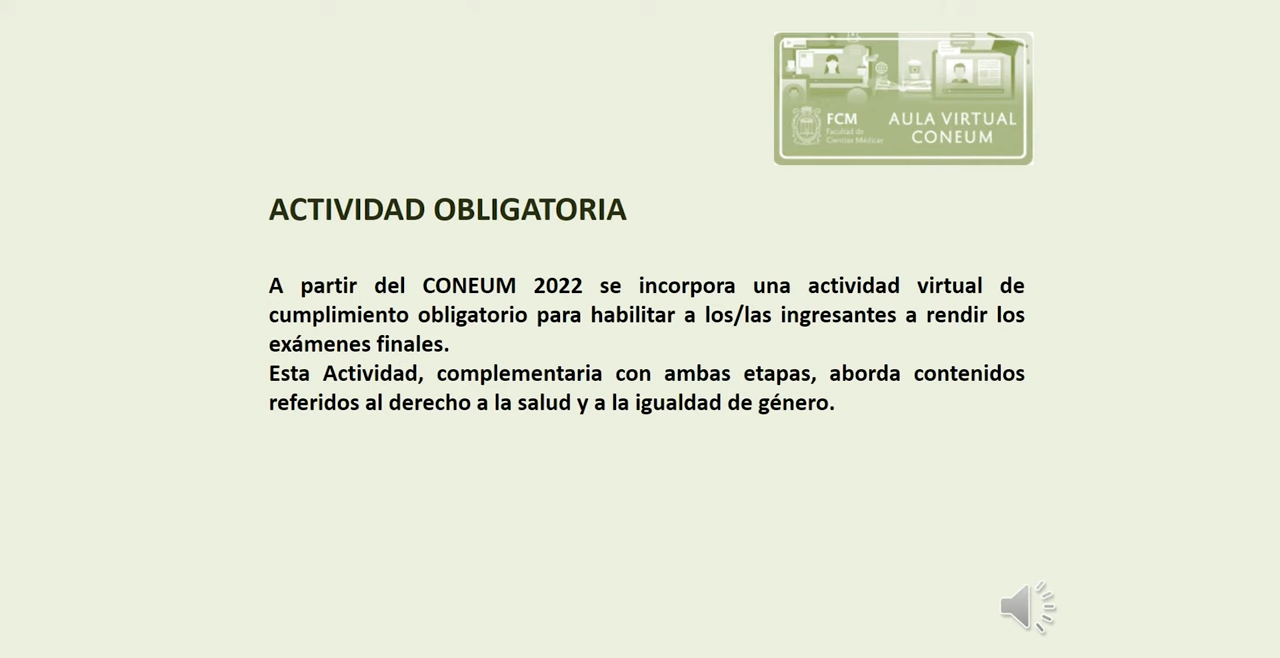 FCM
Facultad de
Ciencias Médicas
AULA VIRTUAL
CONEUM
ACTIVIDAD OBLIGATORIA
A partir del CONEUM 2022 se incorpora una actividad virtual de
cumplimiento obligatorio para habilitar a los/las ingresantes a rendir los
exámenes finales.
Esta Actividad, complementaria con ambas etapas, aborda contenidos
referidos al derecho a la salud y a la igualdad de género.